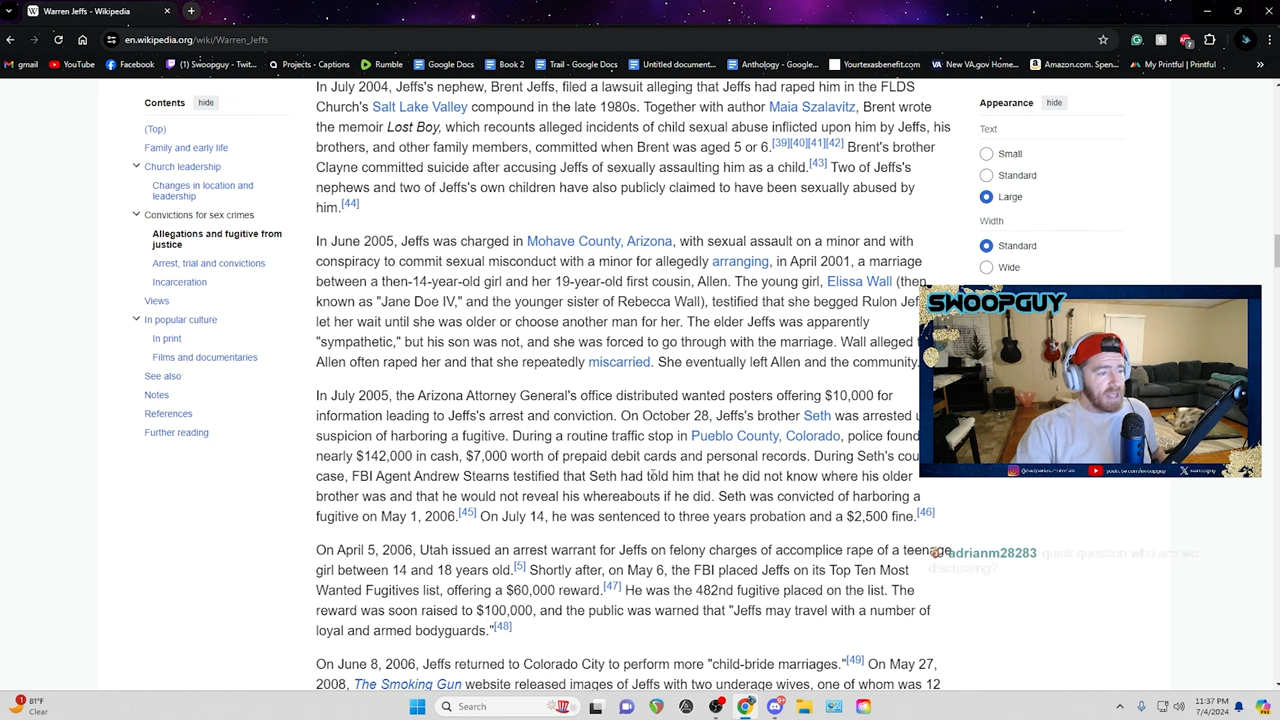 Warren Jeffs - Wikipedia
en.wikipedia.org/wiki/Warren_Jeffs
gmail YouTube Facebook (1) Swoopguy - Twit... Projects - Captions Rumble Google Docs Book 2 Trail - Google Docs Untitled document... Anthology - Google... Yourtexasbenefit.com VA New VA.gov Home... Amazon.com. Spen... My Printful | Printful
Contents hide
(Top)
Family and early life
Church leadership
Changes in location and
leadership
Convictions for sex crimes
Allegations and fugitive from
justice
Arrest, trial and convictions
Incarceration
Views
In popular culture
In print
Films and documentaries
See also
Notes
References
Further reading
In July 2004, Jeffs's nephew, Brent Jeffs, filed a lawsuit alleging that Jeffs had raped him in the FLDS
Church's Salt Lake Valley compound in the late 1980s. Together with author Maia Szalavitz, Brent wrote
the memoir Lost Boy, which recounts alleged incidents of child sexual abuse inflicted upon him by Jeffs, his
brothers, and other family members, committed when Brent was aged 5 or 6.[39][40][41][42] Brent's brother
Clayne committed suicide after accusing Jeffs of sexually assaulting him as a child.[43] Two of Jeffs's
nephews and two of Jeffs's own children have also publicly claimed to have been sexually abused by
him.[44]
In June 2005, Jeffs was charged in Mohave County, Arizona, with sexual assault on a minor and with
conspiracy to commit sexual misconduct with a minor for allegedly arranging, in April 2001, a marriage
between a then-14-year-old girl and her 19-year-old first cousin, Allen. The young girl, Elissa Wall (then
known as "Jane Doe IV," and the younger sister of Rebecca Wall), testified that she begged Rulon Jef
let her wait until she was older or choose another man for her. The elder Jeffs was apparently
"sympathetic," but his son was not, and she was forced to go through with the marriage. Wall alleged
Allen often raped her and that she repeatedly miscarried. She eventually left Allen and the community.
In July 2005, the Arizona Attorney General's office distributed wanted posters offering $10,000 for
information leading to Jeffs's arrest and conviction. On October 28, Jeffs's brother Seth was arrested
suspicion of harboring a fugitive. During a routine traffic stop in Pueblo County, Colorado, police found
nearly $142,000 in cash, $7,000 worth of prepaid debit cards and personal records. During Seth's cou
case, FBI Agent Andrew Stearns testified that Seth had told him that he did not know where his older
brother was and that he would not reveal his whereabouts if he did. Seth was convicted of harboring a
fugitive on May 1, 2006.[45] On July 14, he was sentenced to three years probation and a $2,500 fine.[46]
On April 5, 2006, Utah issued an arrest warrant for Jeffs on felony charges of accomplice rape of a teenage
girl between 14 and 18 years old.[5] Shortly after, on May 6, the FBI placed Jeffs on its Top Ten Most
Wanted Fugitives list, offering a $60,000 reward.[47] He was the 482nd fugitive placed on the list. The
reward was soon raised to $100,000, and the public was warned that "Jeffs may travel with a number of
loyal and armed bodyguards."[48]
On June 8, 2006, Jeffs returned to Colorado City to perform more "child-bride marriages."[49] On May 27,
2008, The Smoking Gun website released images of Jeffs with two underage wives, one of whom was 12
Appearance hide
Text
Small
Standard
Large
Width
Standard
Wide
SWOOPGUY
youtube.com/swoopguy
adrianm28283 quick question who are we
discussing?
81°F
Clear
Search
11:37 PM
7/4/2024